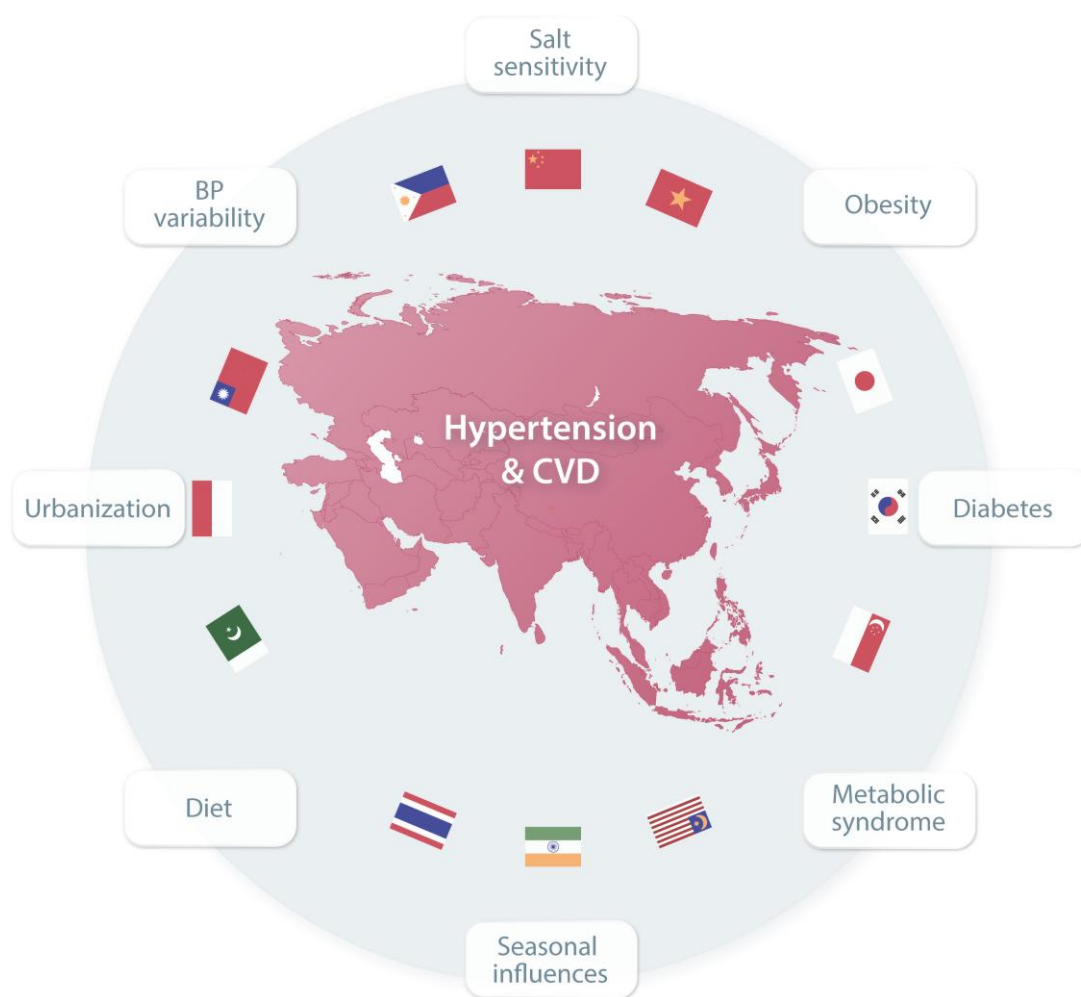 Salt
sensitivity
BP
variability
Obesity
Hypertension
& CVD
Urbanization
Diabetes
Diet
Metabolic
syndrome
Seasonal
influences